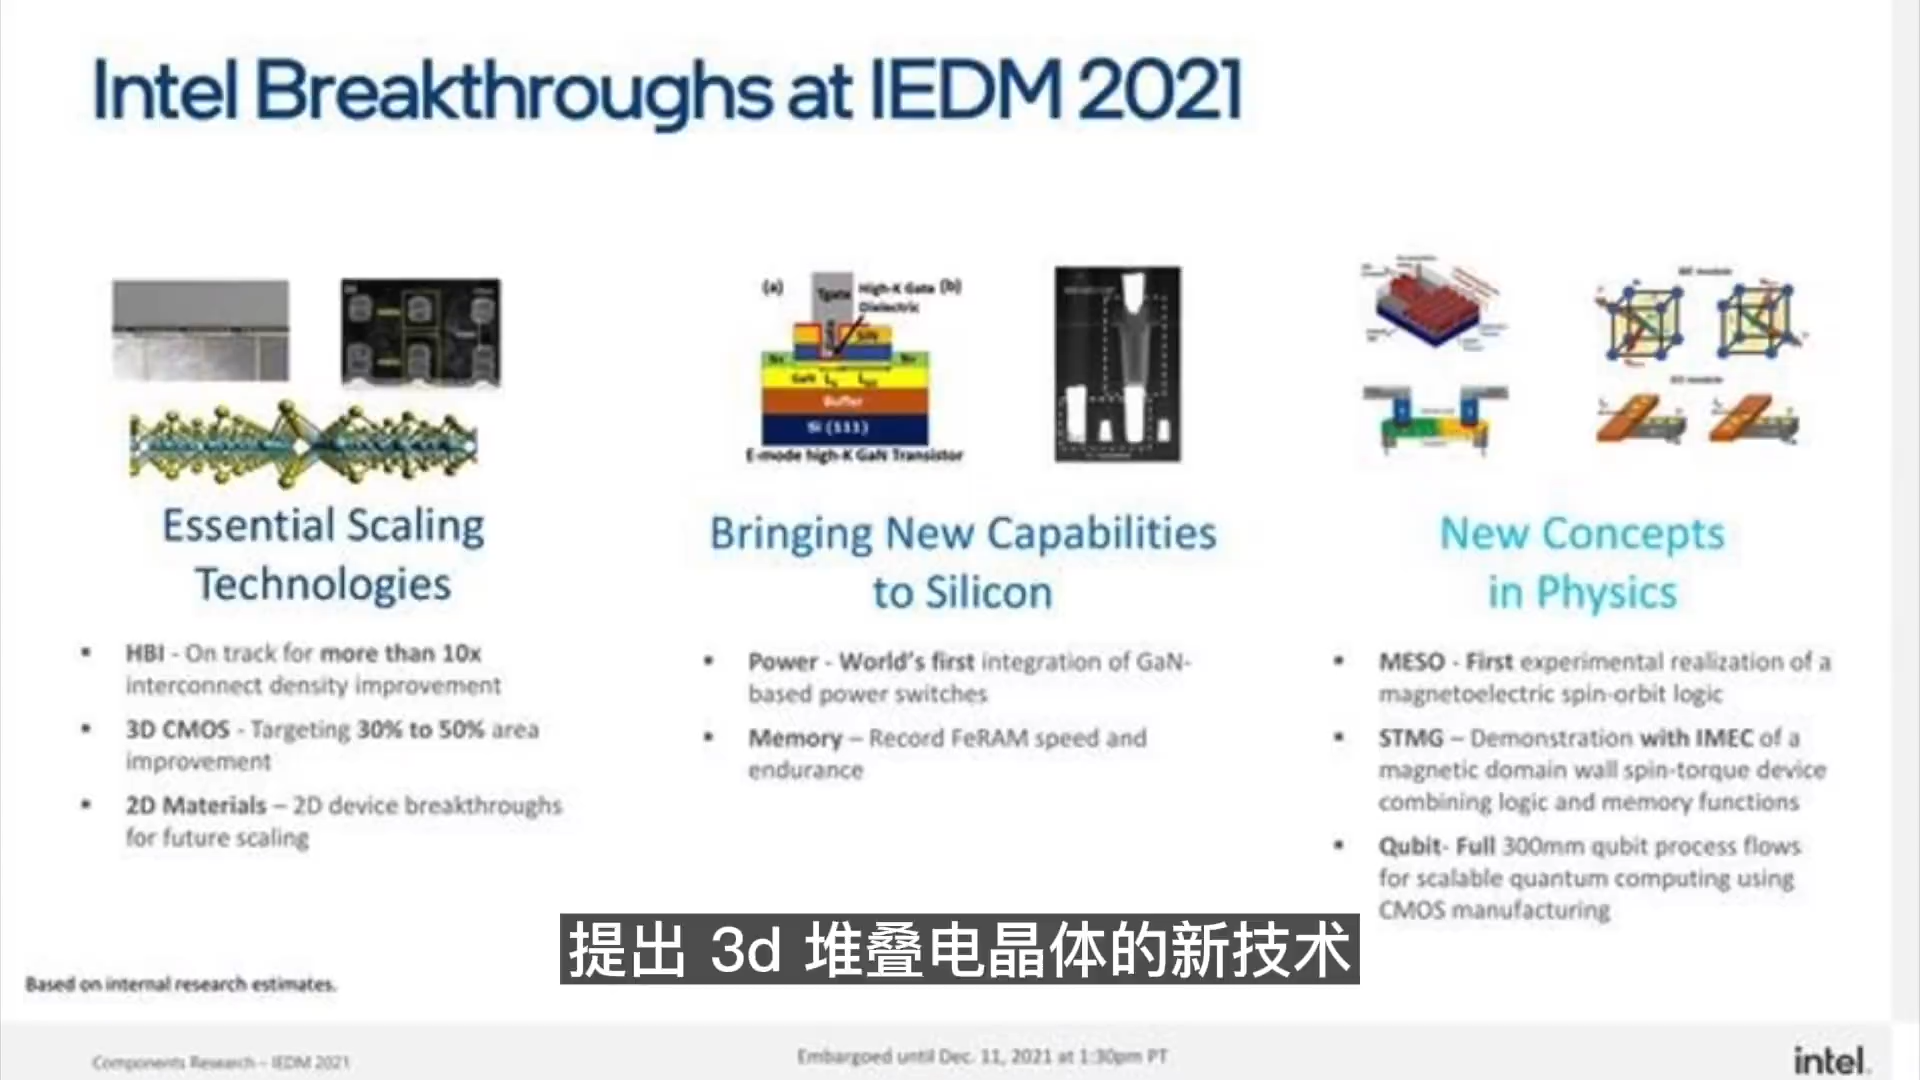 Intel Breakthroughs at IEDM 2021
(a)
Tgate
High-K Gate (b)
Dielectric
SiN
GaN
Buffer
Si (111)
E-mode high-K GaN Transistor
Essential Scaling
Technologies
▪ HBI - On track for more than 10x
interconnect density improvement
▪ 3D CMOS - Targeting 30% to 50% area
improvement
▪ 2D Materials – 2D device breakthroughs
for future scaling
Bringing New Capabilities
to Silicon
▪ Power - World's first integration of GaN-
based power switches
▪ Memory – Record FeRAM speed and
endurance
New Concepts
in Physics
▪ MESO - First experimental realization of a
magnetoelectric spin-orbit logic
▪ STMG – Demonstration with IMEC of a
magnetic domain wall spin-torque device
combining logic and memory functions
▪ Qubit- Full 300mm qubit process flows
for scalable quantum computing using
CMOS manufacturing
提出 3d 堆叠电晶体的新技术
Based on internal research estimates.
Components Research – IEDM 2021
Embargoed until Dec. 11, 2021 at 1:30pm PT
intel.